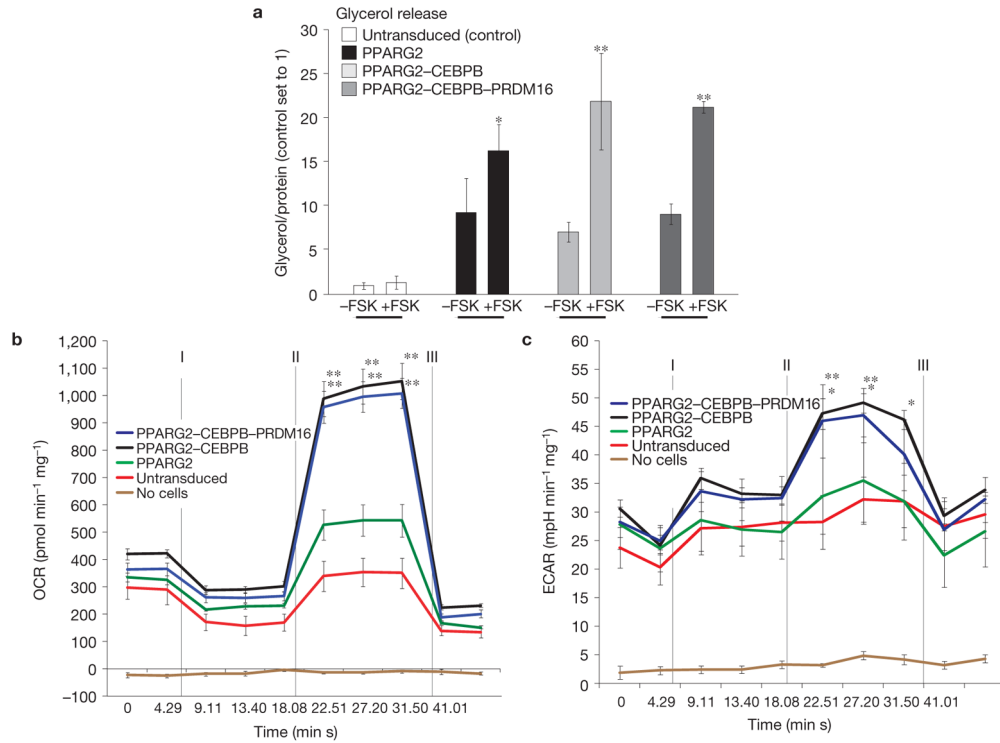 a
Glycerol release
Untransduced (control)
PPARG2
PPARG2–CEBPB
PPARG2–CEBPB–PRDM16
Glycerol/protein (control set to 1)
30
25
20
15
10
5
0
*
**
**
–FSK +FSK –FSK +FSK –FSK +FSK –FSK +FSK
b
OCR (pmol min–1 mg–1)
1,200
1,100
1,000
900
800
700
600
500
400
300
200
100
0
–100
I II III
** ** **
** ** **
PPARG2–CEBPB–PRDM16
PPARG2–CEBPB
PPARG2
Untransduced
No cells
0 4.29 9.11 13.40 18.08 22.51 27.20 31.50 41.01
Time (min s)
c
ECAR (mpH min–1 mg–1)
60
55
50
45
40
35
30
25
20
15
10
5
0
I II III
** **
* * *
PPARG2–CEBPB–PRDM16
PPARG2–CEBPB
PPARG2
Untransduced
No cells
0 4.29 9.11 13.40 18.08 22.51 27.20 31.50 41.01
Time (min s)